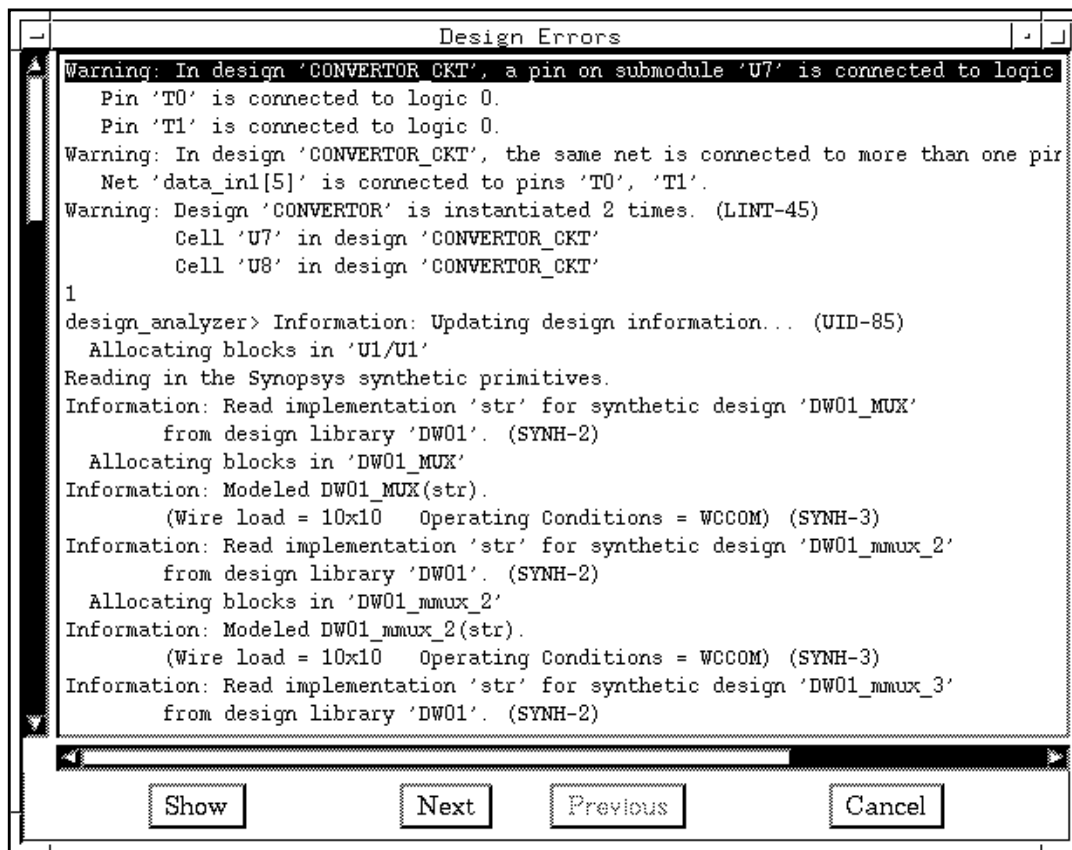 Design Errors
Warning: In design 'CONVERTOR_CKT', a pin on submodule 'U7' is connected to logic
Pin 'T0' is connected to logic 0.
Pin 'T1' is connected to logic 0.
Warning: In design 'CONVERTOR_CKT', the same net is connected to more than one pin
Net 'data_in1[5]' is connected to pins 'T0', 'T1'.
Warning: Design 'CONVERTOR' is instantiated 2 times. (LINT-45)
Cell 'U7' in design 'CONVERTOR_CKT'
Cell 'U8' in design 'CONVERTOR_CKT'
1
design_analyzer> Information: Updating design information... (UID-85)
Allocating blocks in 'U1/U1'
Reading in the Synopsys synthetic primitives.
Information: Read implementation 'str' for synthetic design 'DW01_MUX'
from design library 'DW01'. (SYNH-2)
Allocating blocks in 'DW01_MUX'
Information: Modeled DW01_MUX(str).
(Wire load = 10x10 Operating Conditions = WCCOM) (SYNH-3)
Information: Read implementation 'str' for synthetic design 'DW01_mmux_2'
from design library 'DW01'. (SYNH-2)
Allocating blocks in 'DW01_mmux_2'
Information: Modeled DW01_mmux_2(str).
(Wire load = 10x10 Operating Conditions = WCCOM) (SYNH-3)
Information: Read implementation 'str' for synthetic design 'DW01_mmux_3'
from design library 'DW01'. (SYNH-2)
Show Next Previous Cancel